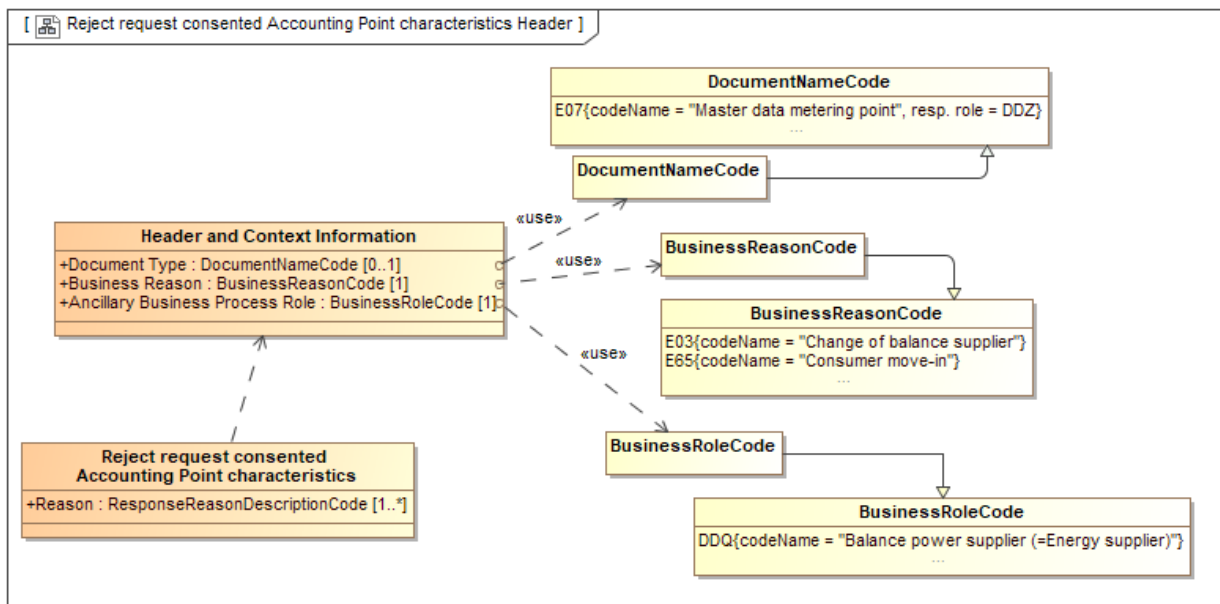 [ Reject request consented Accounting Point characteristics Header ]
DocumentNameCode
E07{codeName = "Master data metering point", resp. role = DDZ}
...
DocumentNameCode
«use»
Header and Context Information
+Document Type : DocumentNameCode [0..1]
+Business Reason : BusinessReasonCode [1]
+Ancillary Business Process Role : BusinessRoleCode [1]
«use»
BusinessReasonCode
BusinessReasonCode
E03{codeName = "Change of balance supplier"}
E65{codeName = "Consumer move-in"}
...
«use»
BusinessRoleCode
Reject request consented
Accounting Point characteristics
+Reason : ResponseReasonDescriptionCode [1..*]
BusinessRoleCode
DDQ{codeName = "Balance power supplier (=Energy supplier)"}
...